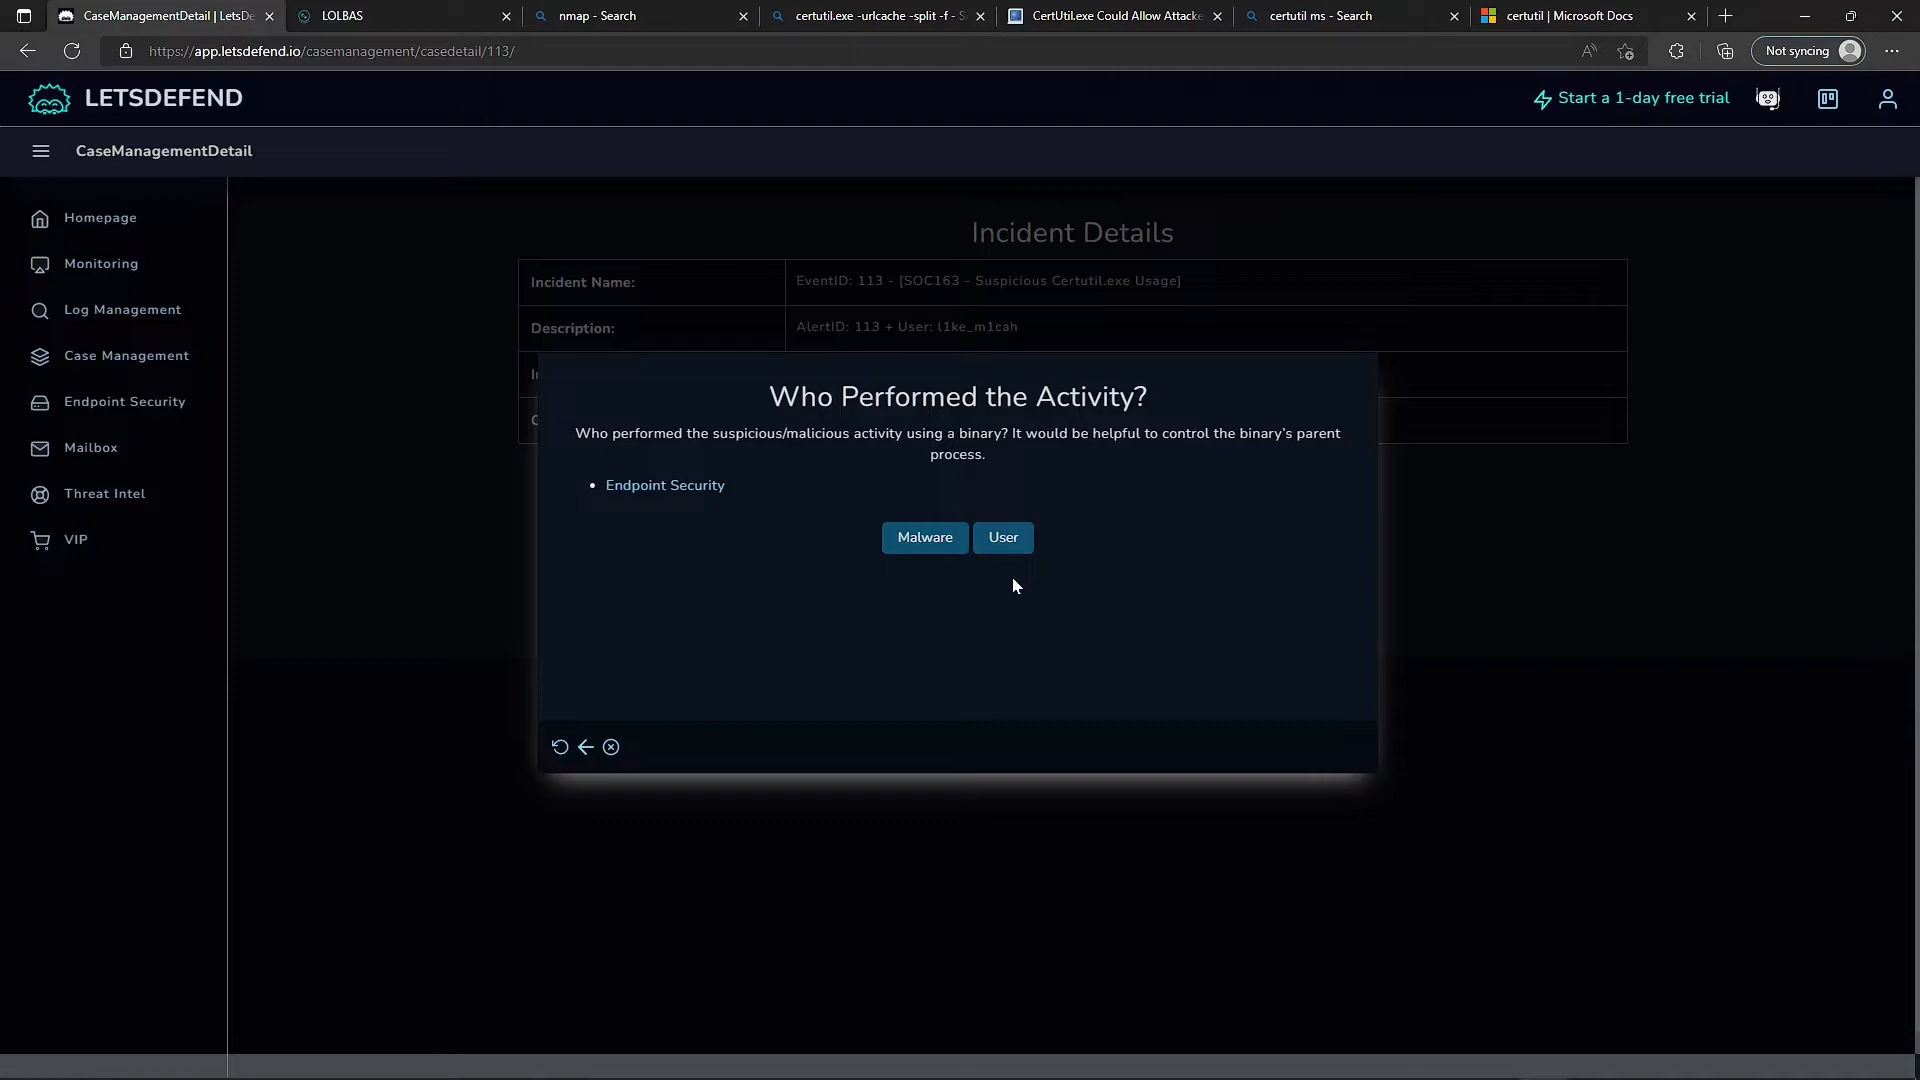 CaseManagementDetail | LetsDe
LOLBAS
nmap - Search
certutil.exe -urlcache -split -f - S
CertUtil.exe Could Allow Attacke
certutil ms - Search
certutil | Microsoft Docs
https://app.letsdefend.io/casemanagement/casedetail/113/
Not syncing
LETSDEFEND
Start a 1-day free trial
CaseManagementDetail
Homepage
Monitoring
Log Management
Case Management
Endpoint Security
Mailbox
Threat Intel
VIP
Incident Details
Incident Name:
EventID: 113 - [SOC163 - Suspicious Certutil.exe Usage]
Description:
AlertID: 113 + User: l1ke_m1cah
Who Performed the Activity?
Who performed the suspicious/malicious activity using a binary? It would be helpful to control the binary's parent
process.
• Endpoint Security
Malware
User